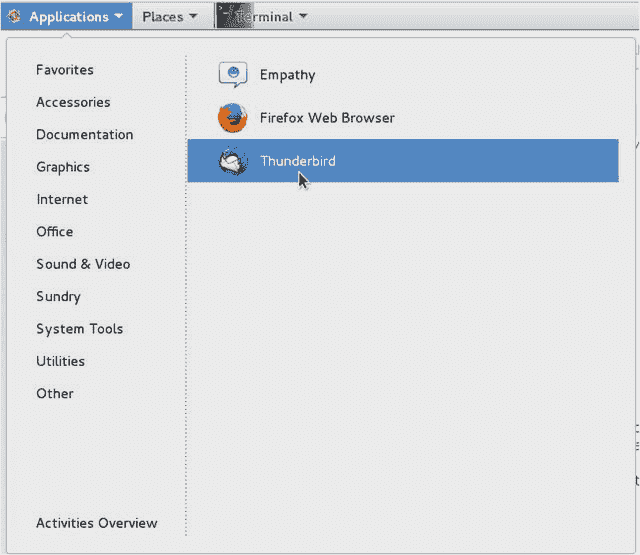 Applications Places Terminal
Favorites
Accessories
Documentation
Graphics
Internet
Office
Sound & Video
Sundry
System Tools
Utilities
Other
Activities Overview
Empathy
Firefox Web Browser
Thunderbird